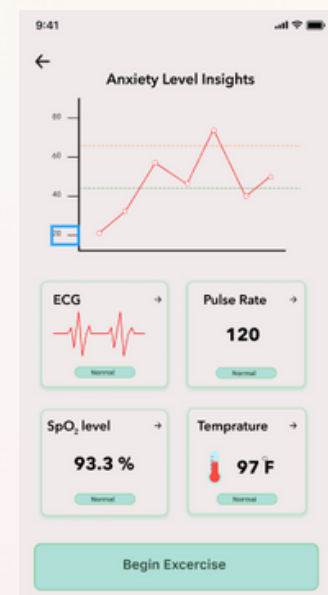 9:41
Anxiety Level Insights
80
60
40
20
ECG
Normal
Pulse Rate
120
Normal
SpO₂ level
93.3 %
Normal
Temprature
97 °F
Normal
Begin Excercise